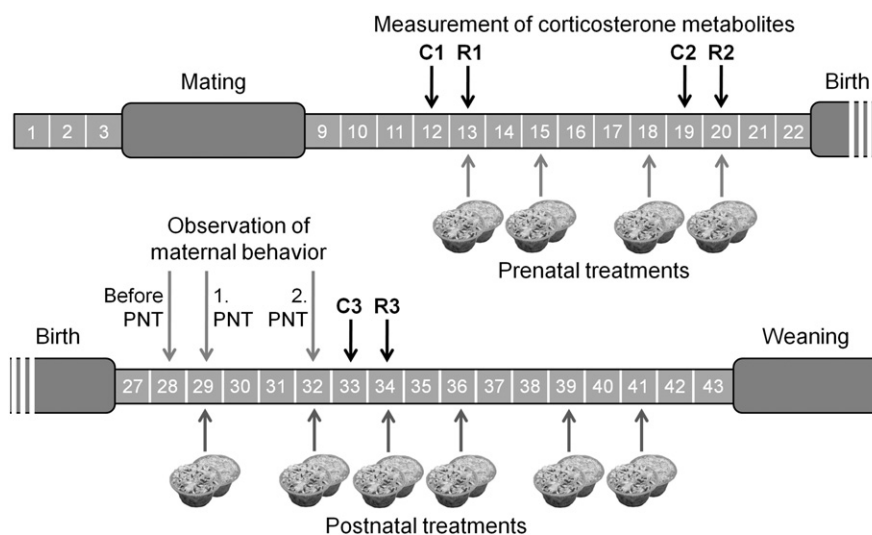 Measurement of corticosterone metabolites
C1 R1 C2 R2
Mating Birth
1 2 3 9 10 11 12 13 14 15 16 17 18 19 20 21 22
Prenatal treatments
Observation of
maternal behavior
Before 1. 2. C3 R3
PNT PNT PNT
Birth Weaning
27 28 29 30 31 32 33 34 35 36 37 38 39 40 41 42 43
Postnatal treatments